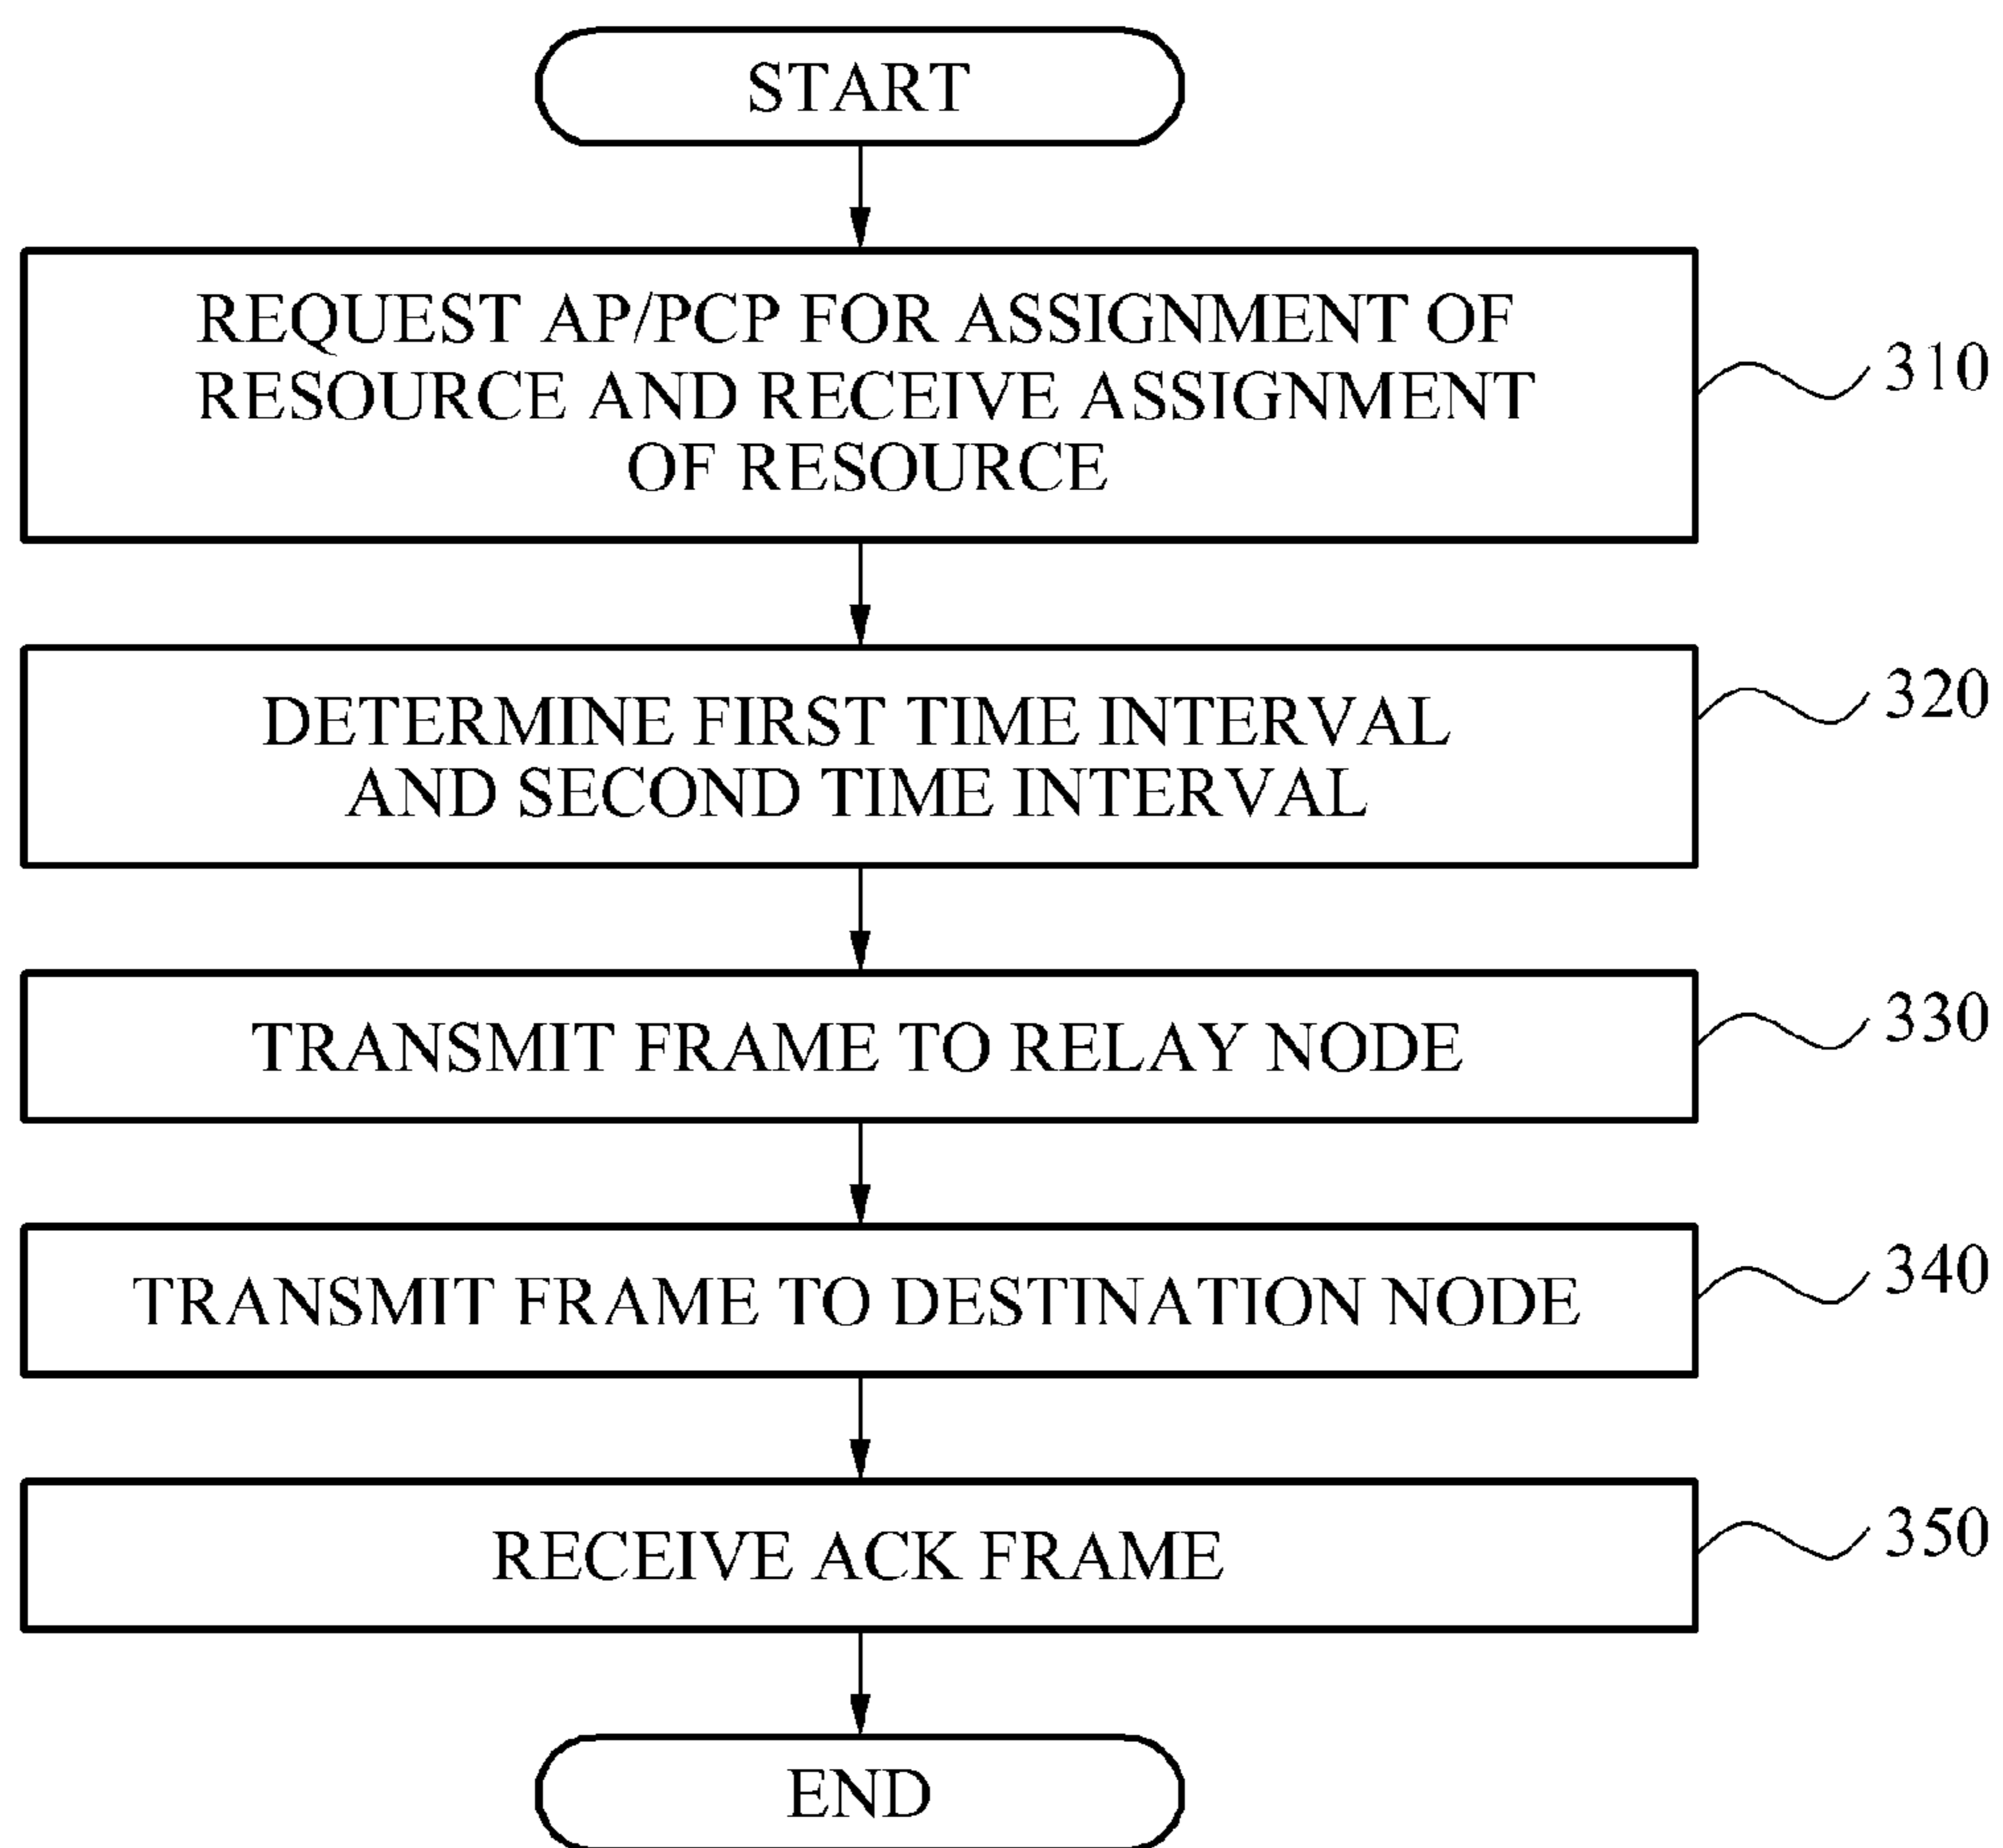 START
REQUEST AP/PCP FOR ASSIGNMENT OF
RESOURCE AND RECEIVE ASSIGNMENT
OF RESOURCE
310
DETERMINE FIRST TIME INTERVAL
AND SECOND TIME INTERVAL
320
TRANSMIT FRAME TO RELAY NODE
330
TRANSMIT FRAME TO DESTINATION NODE
340
RECEIVE ACK FRAME
350
END